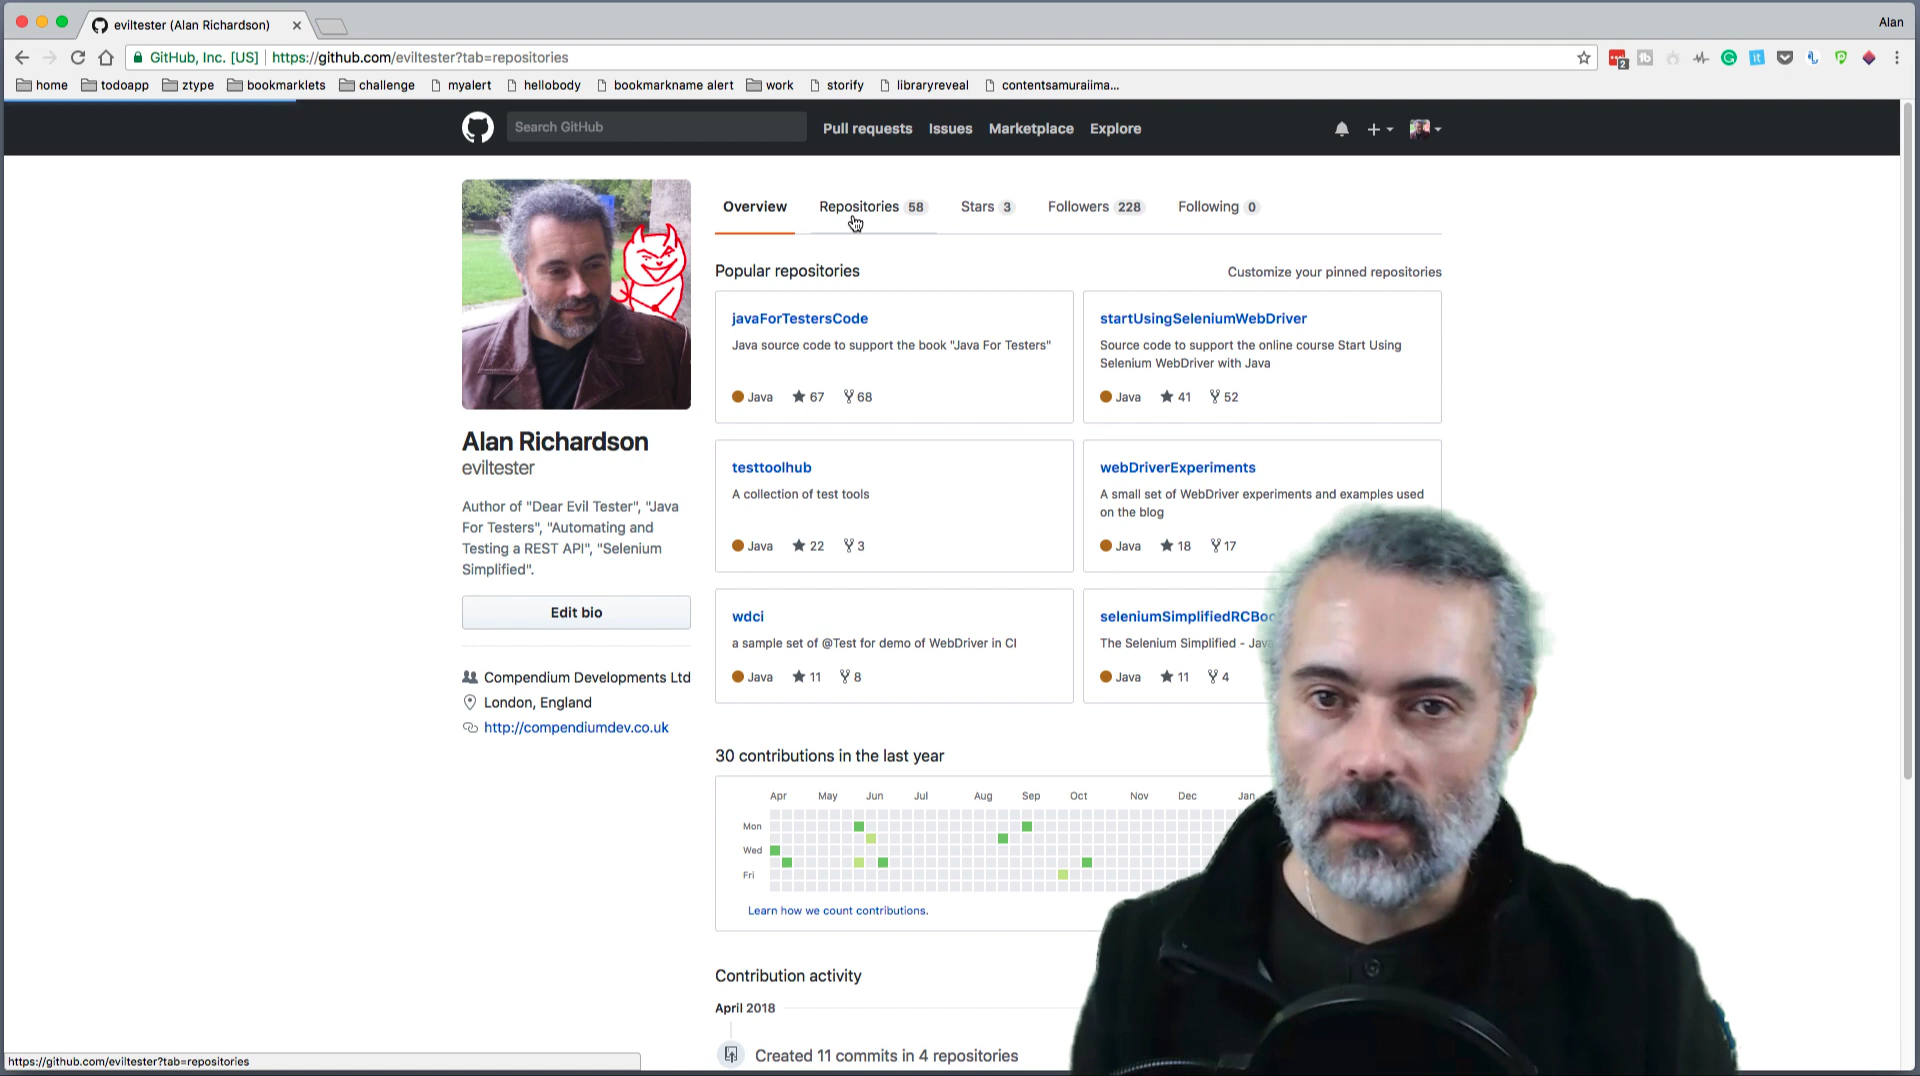 eviltester (Alan Richardson)
Alan
GitHub, Inc. [US] https://github.com/eviltester?tab=repositories
2 tb it
home todoapp ztype bookmarklets challenge myalert hellobody bookmarkname alert work storify libraryreveal contentsamuraiima...
Search GitHub Pull requests Issues Marketplace Explore
Overview Repositories 58 Stars 3 Followers 228 Following 0
Popular repositories Customize your pinned repositories
javaForTestersCode
Java source code to support the book "Java For Testers"
Java 67 68
startUsingSeleniumWebDriver
Source code to support the online course Start Using
Selenium WebDriver with Java
Java 41 52
testtoolhub
A collection of test tools
Java 22 3
webDriverExperiments
A small set of WebDriver experiments and examples used
on the blog
Java 18 17
wdci
a sample set of @Test for demo of WebDriver in CI
Java 11 8
seleniumSimplifiedRCBoo
The Selenium Simplified - Java
Java 11 4
Alan Richardson
eviltester
Author of "Dear Evil Tester", "Java
For Testers", "Automating and
Testing a REST API", "Selenium
Simplified".
Edit bio
Compendium Developments Ltd
London, England
http://compendiumdev.co.uk
30 contributions in the last year
Apr May Jun Jul Aug Sep Oct Nov Dec Jan
Mon
Wed
Fri
Learn how we count contributions.
Contribution activity
April 2018
Created 11 commits in 4 repositories
https://github.com/eviltester?tab=repositories